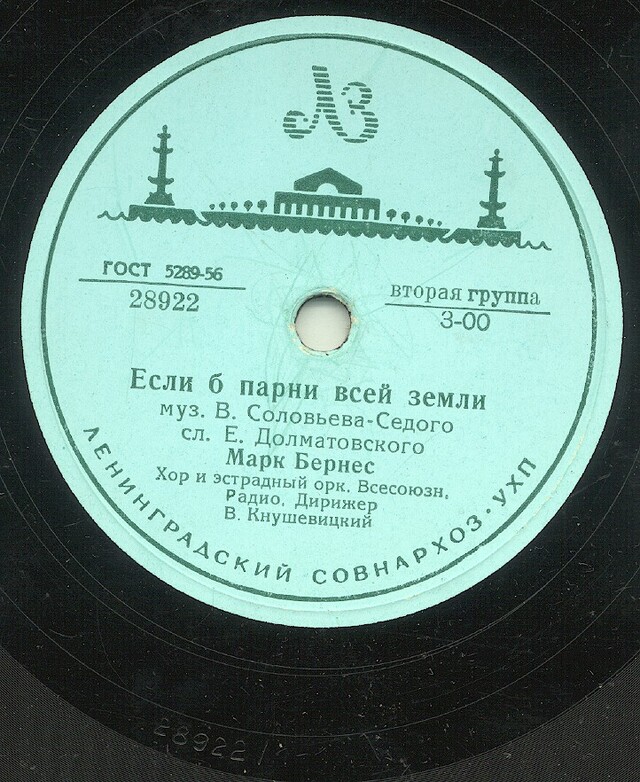 ЛЗ
ГОСТ 5289-56
28922
вторая группа
3-00
Если б парни всей земли
муз. В. Соловьева-Седого
сл. Е. Долматовского
Марк Бернес
Хор и эстрадный орк. Всесоюзн.
Радио. Дирижер
В. Кнушевицкий
ЛЕНИНГРАДСКИЙ СОВНАРХОЗ·УХП
28922